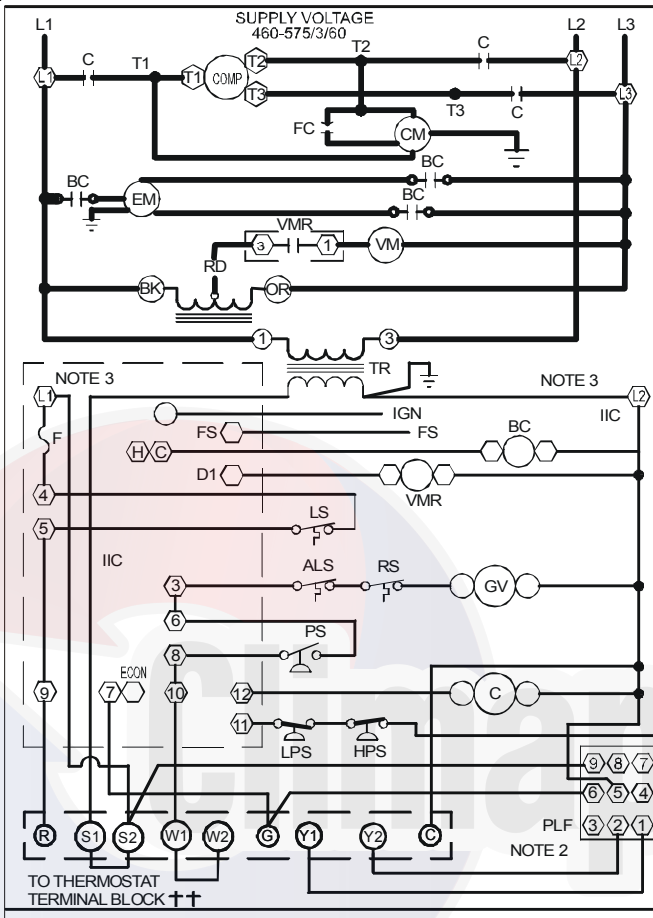 SUPPLY VOLTAGE
460-575/3/60
L1 L2 L3
C T1 T2 C
L1 T1 COMP T2 L2
T3 T3 C L3
FC CM
BC EM BC
BC
VMR
3 1 VM
RD
BK OR
1 3
TR
NOTE 3 NOTE 3
L1 L2
IGN IIC
F FS FS BC
H C
D1 VMR
4
5 LS
IIC ALS RS
3 GV
6 PS
8
ECON
9 7 10 12 C
11
LPS HPS
9 8 7
6 5 4
PLF 3 2 1
NOTE 2
R S1 S2 W1 W2 G Y1 Y2 C
TO THERMOSTAT
TERMINAL BLOCK ††
Climap